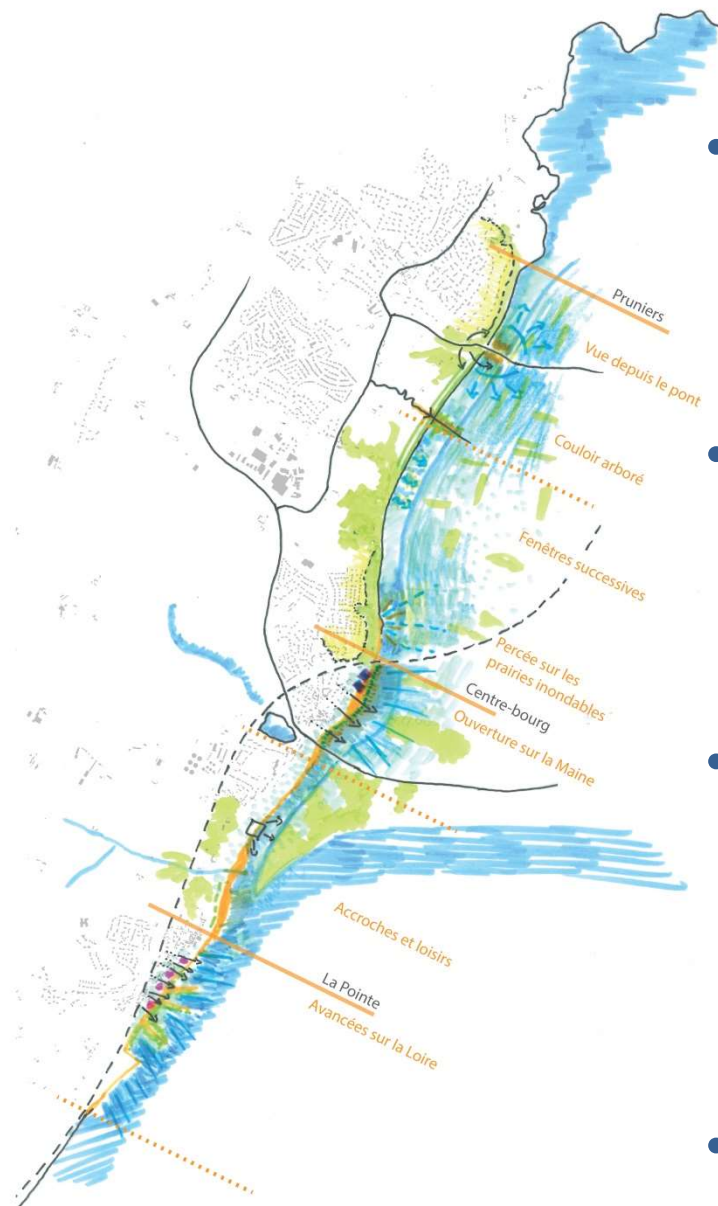 Pruniers
Vue depuis le pont
Couloir arboré
Fenêtres successives
Percée sur les
prairies inondables
Centre-bourg
Ouverture sur la Maine
Accroches et loisirs
La Pointe
Avancées sur la Loire